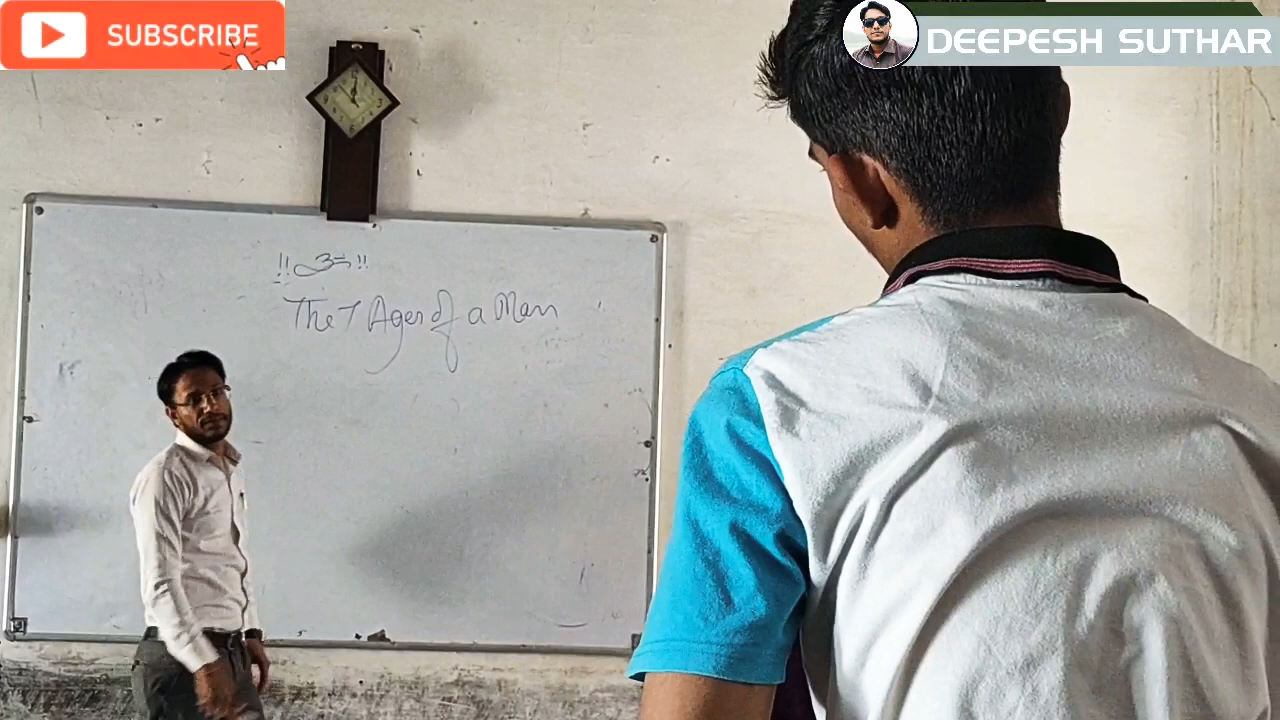 SUBSCRIBE
DEEPESH SUTHAR
!! ॐ !!
The 7 Ages of a Man